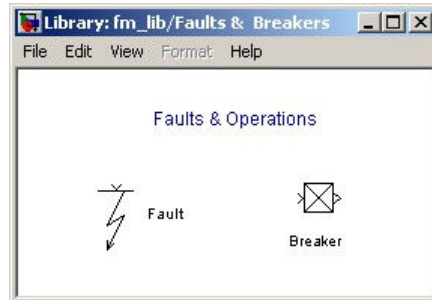 Library: fm_lib/Faults & Breakers
File Edit View Format Help
Faults & Operations
Fault
Breaker